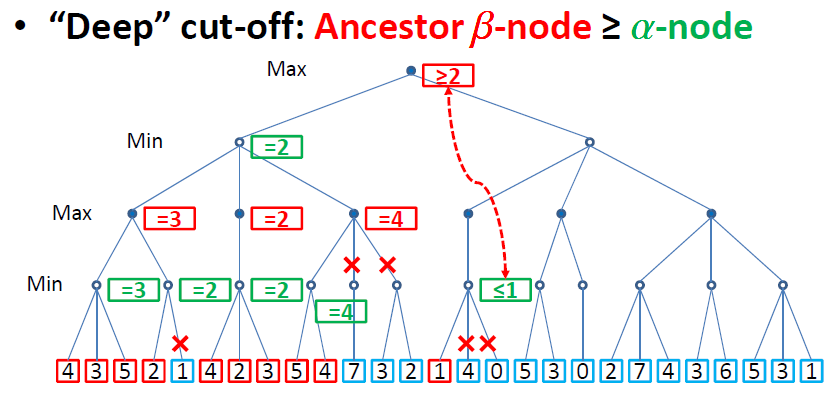 • “Deep” cut-off: Ancestor β-node ≥ α-node
Max
≥2
Min
=2
Max
=3
=2
=4
Min
=3
=2
=2
≤1
=4
4 3 5 2 1 4 2 3 5 4 7 3 2 1 4 0 5 3 0 2 7 4 3 6 5 3 1